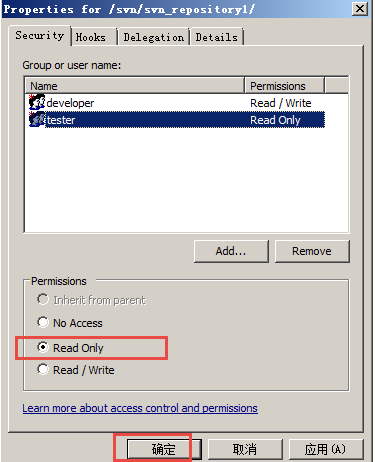 Properties for /svn/svn_repository1/
Security Hooks Delegation Details
Group or user name:
Name Permissions
developer Read / Write
tester Read Only
Add... Remove
Permissions
Inherit from parent
No Access
Read Only
Read / Write
Learn more about access control and permissions
确定 取消 应用(A)